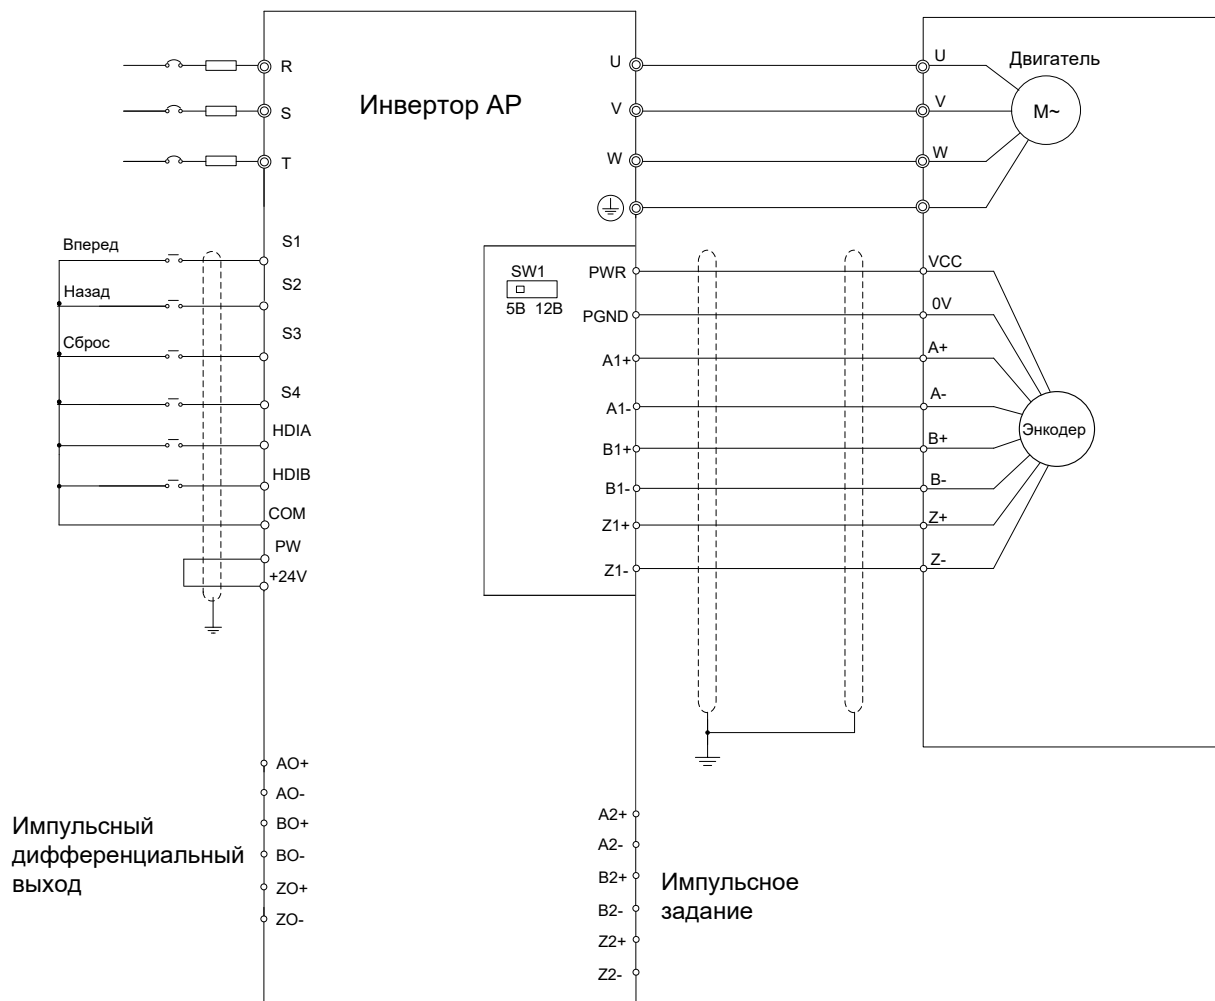 Инвертор АР
R
S
T
U
V
W
U
V
W
Двигатель
M~
Вперед
Назад
Сброс
S1
S2
S3
S4
HDIA
HDIB
COM
PW
+24V
SW1
5В 12В
PWR
PGND
A1+
A1-
B1+
B1-
Z1+
Z1-
VCC
0V
A+
A-
B+
B-
Z+
Z-
Энкодер
Импульсный
дифференциальный
выход
AO+
AO-
BO+
BO-
ZO+
ZO-
A2+
A2-
B2+
B2-
Z2+
Z2-
Импульсное
задание